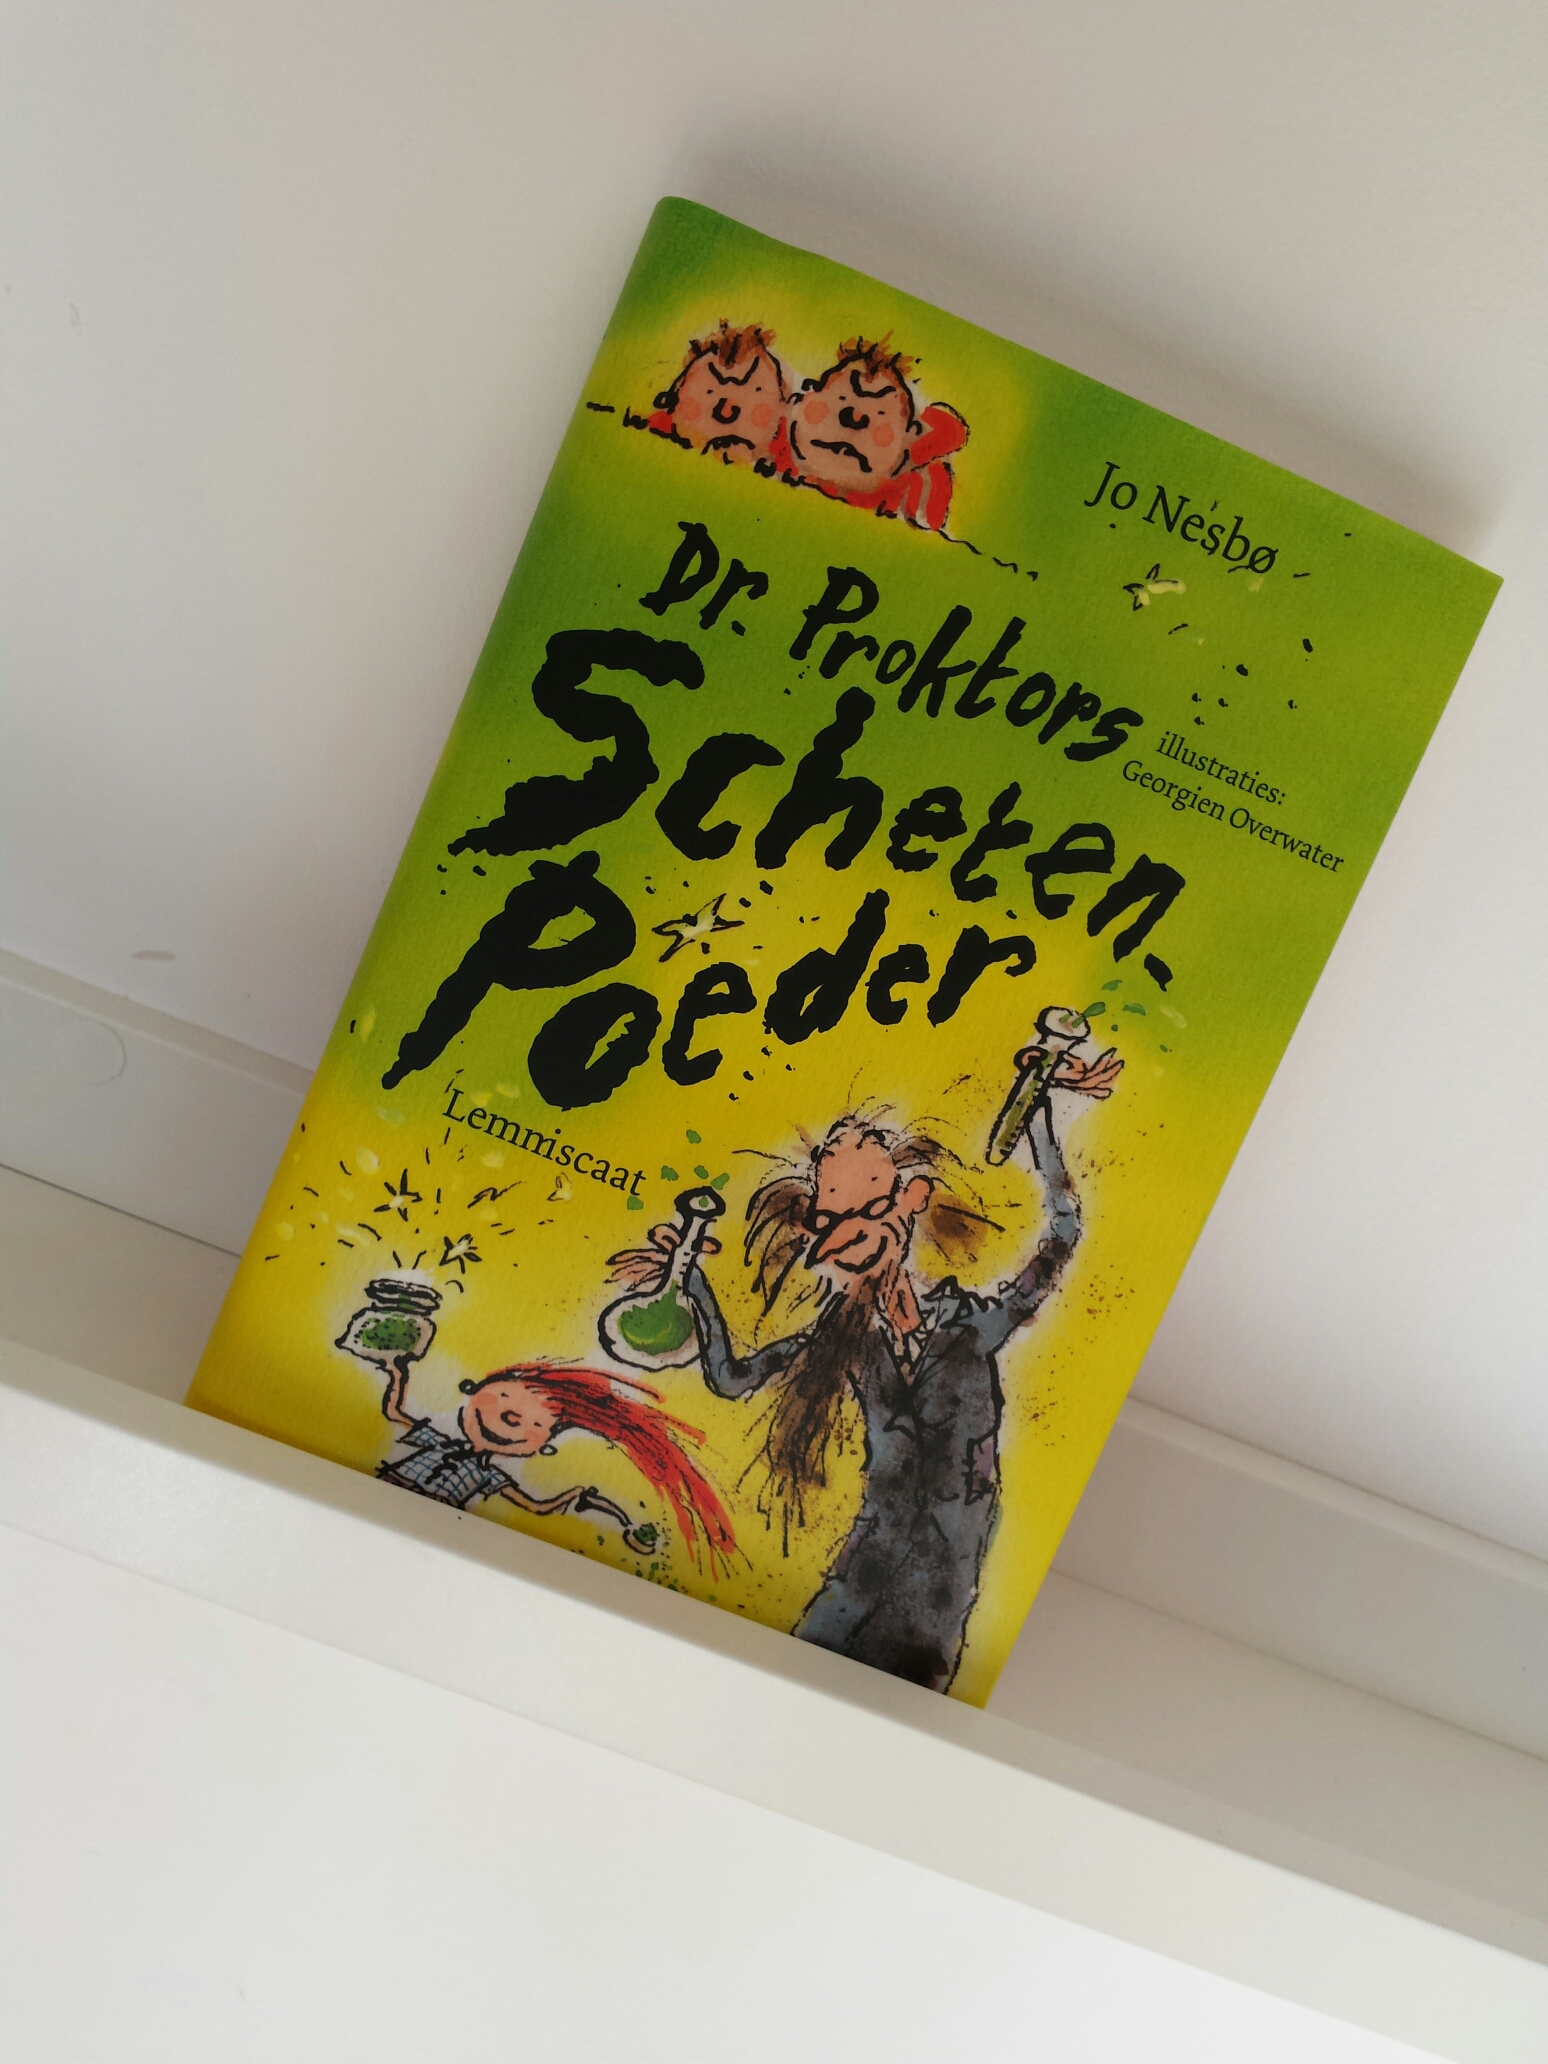 Jo Nesbø
Dr. Proktors
Scheten-
Poeder
illustraties:
Georgien Overwater
Lemniscaat